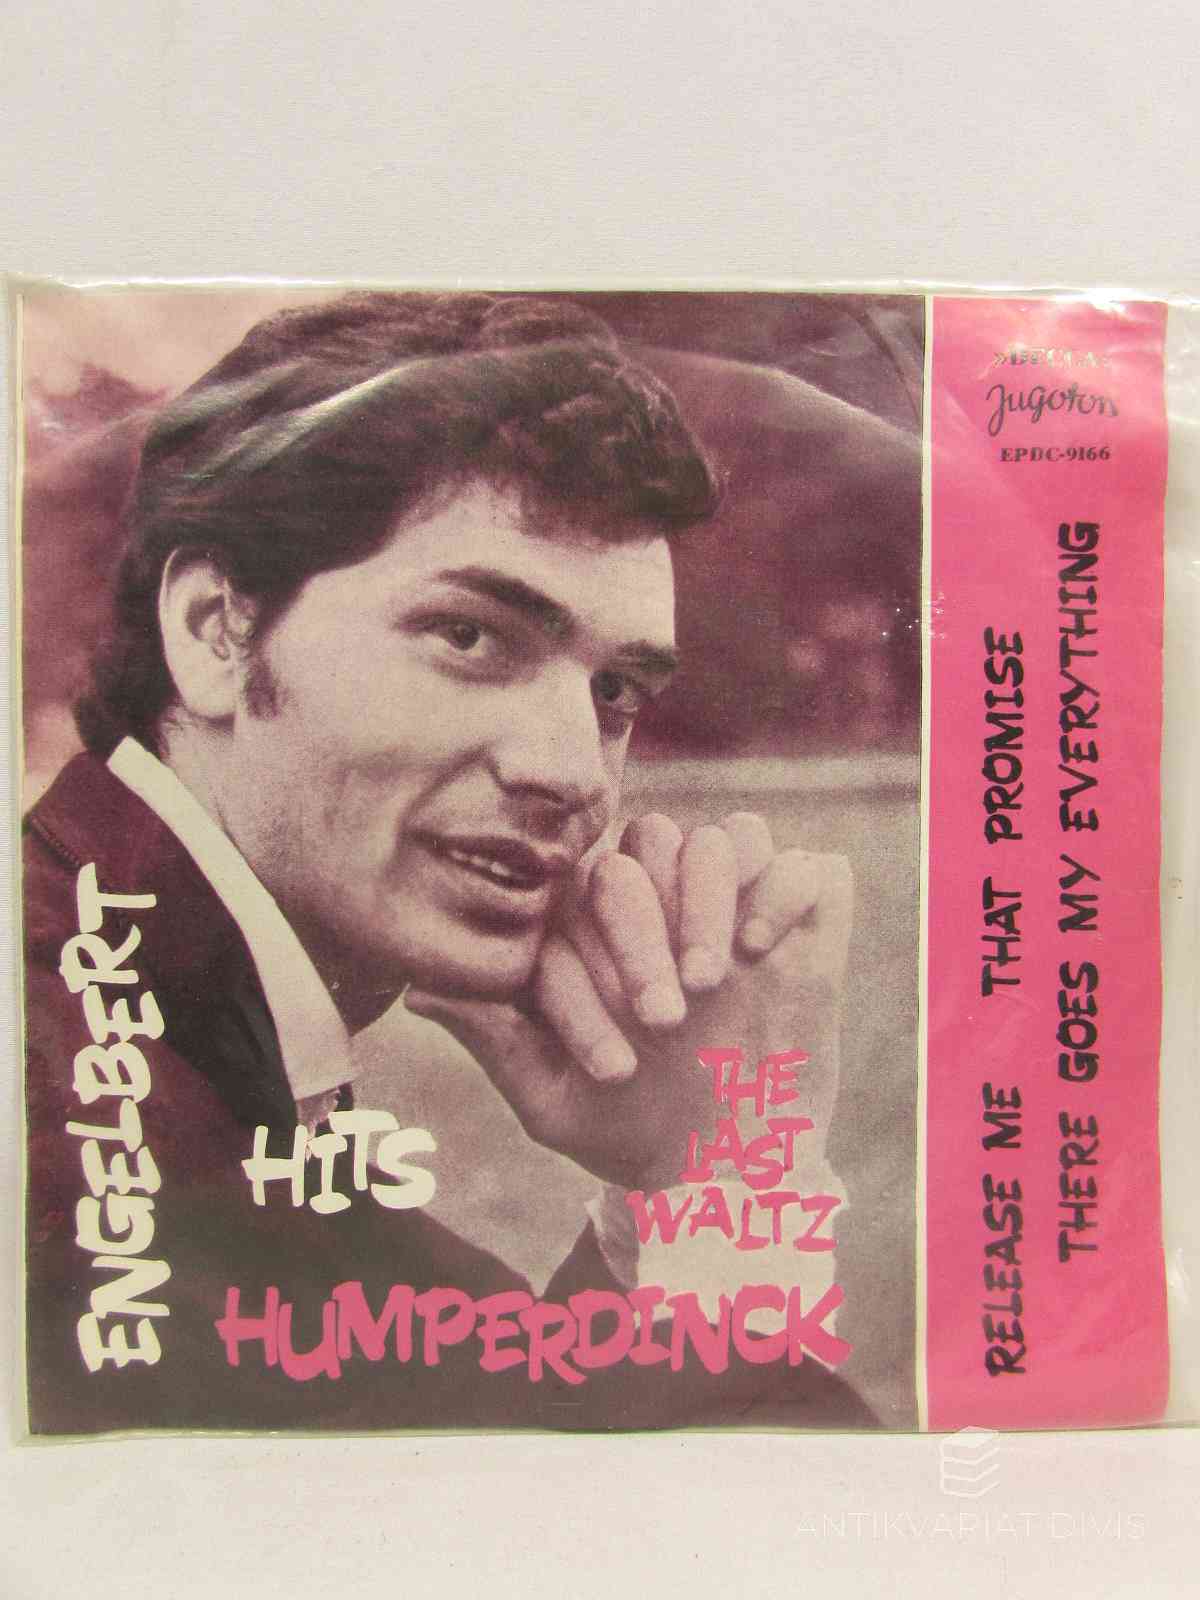 »DECCA«
Jugoton
EPDC-9166
RELEASE ME THAT PROMISE
THERE GOES MY EVERYTHING
ENGELBERT
HITS
THE
LAST
WALTZ
HUMPERDINCK
ANTIKVARIAT DIVIS